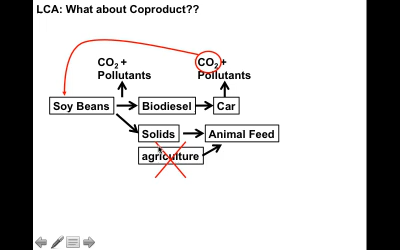 LCA: What about Coproduct??
CO2 +
Pollutants
CO2 +
Pollutants
Soy Beans
Biodiesel
Car
Solids
Animal Feed
agriculture